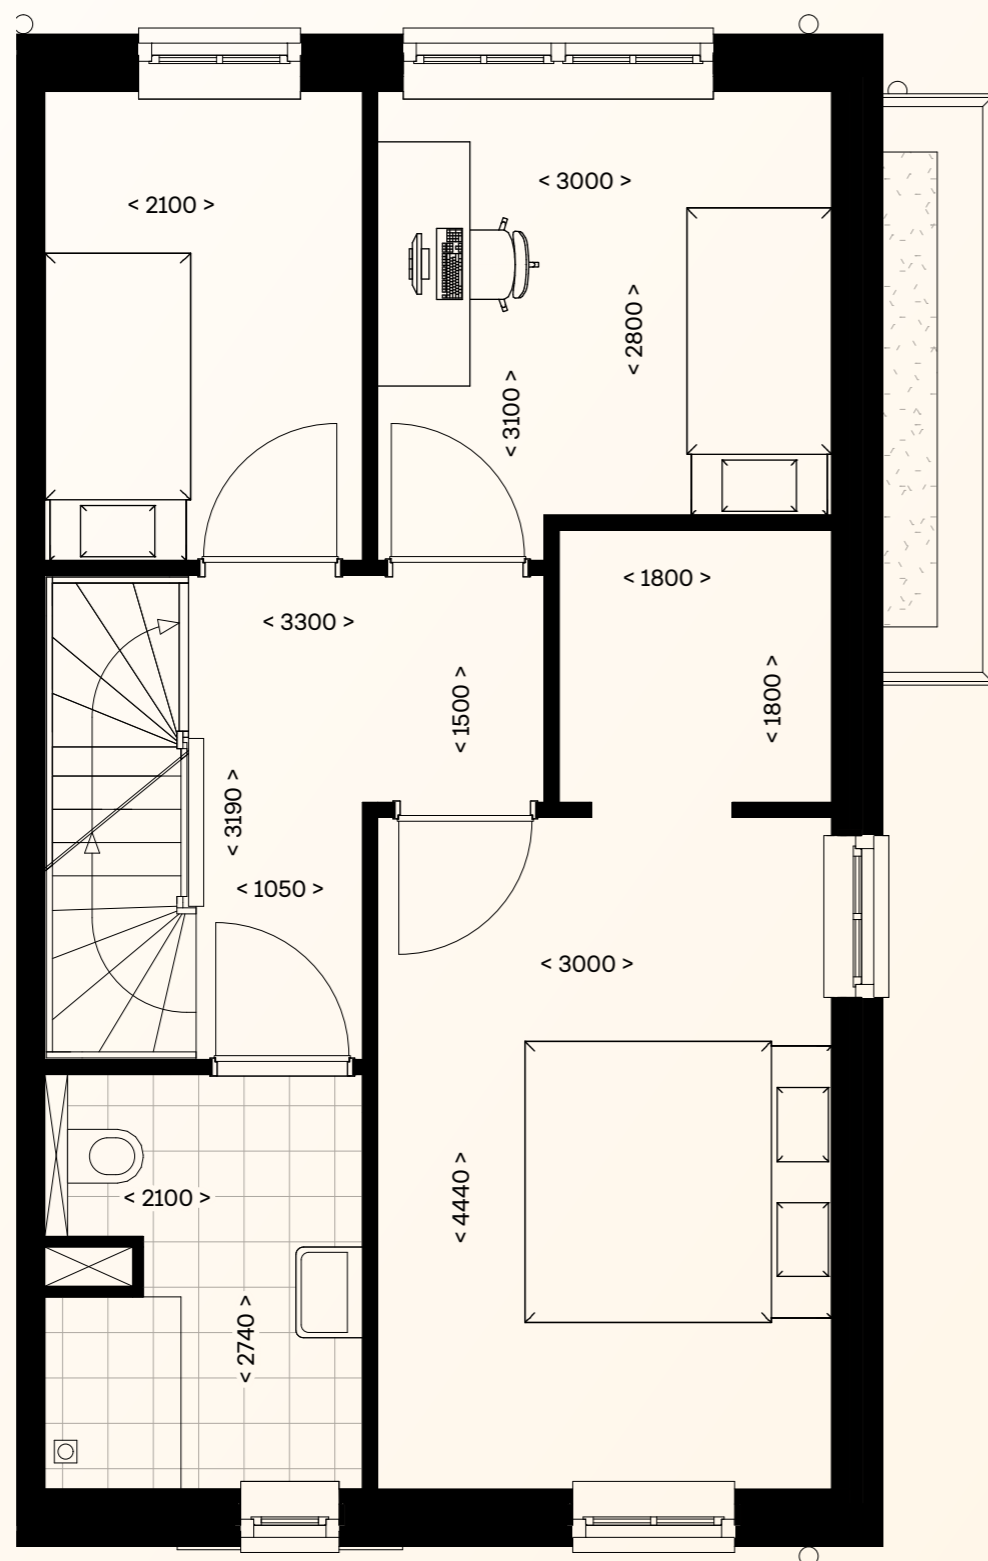 < 3000 >
< 2100 >
< 2800 >
< 3100 >
< 1800 >
< 3300 >
< 1500 >
< 1800 >
< 3190 >
< 1050 >
< 3000 >
< 4440 >
< 2100 >
< 2740 >